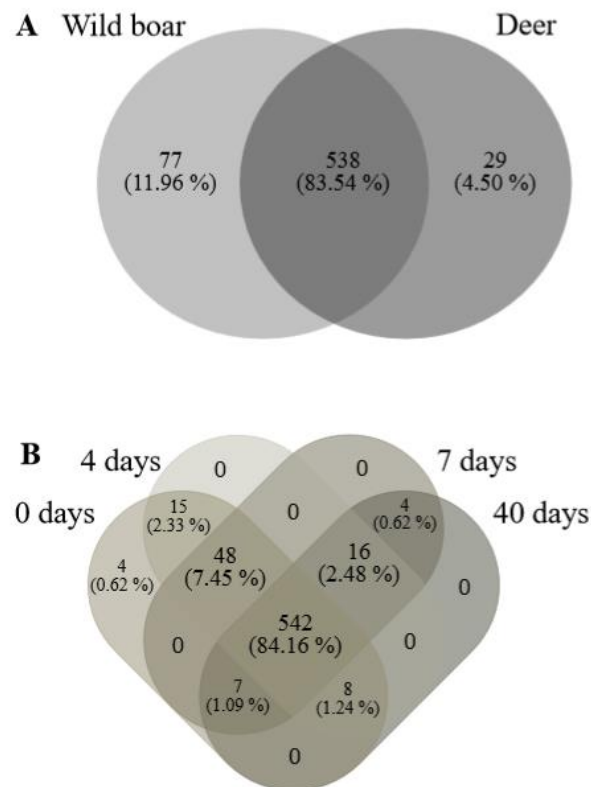 A Wild boar Deer
77 538 29
(11.96 %) (83.54 %) (4.50 %)
B 4 days 7 days
0 days 40 days
0 0
15 4
(2.33 %) (0.62 %)
0
48 16
(7.45 %) (2.48 %)
4
(0.62 %)
0
542
(84.16 %)
0 0
7 8
(1.09 %) (1.24 %)
0